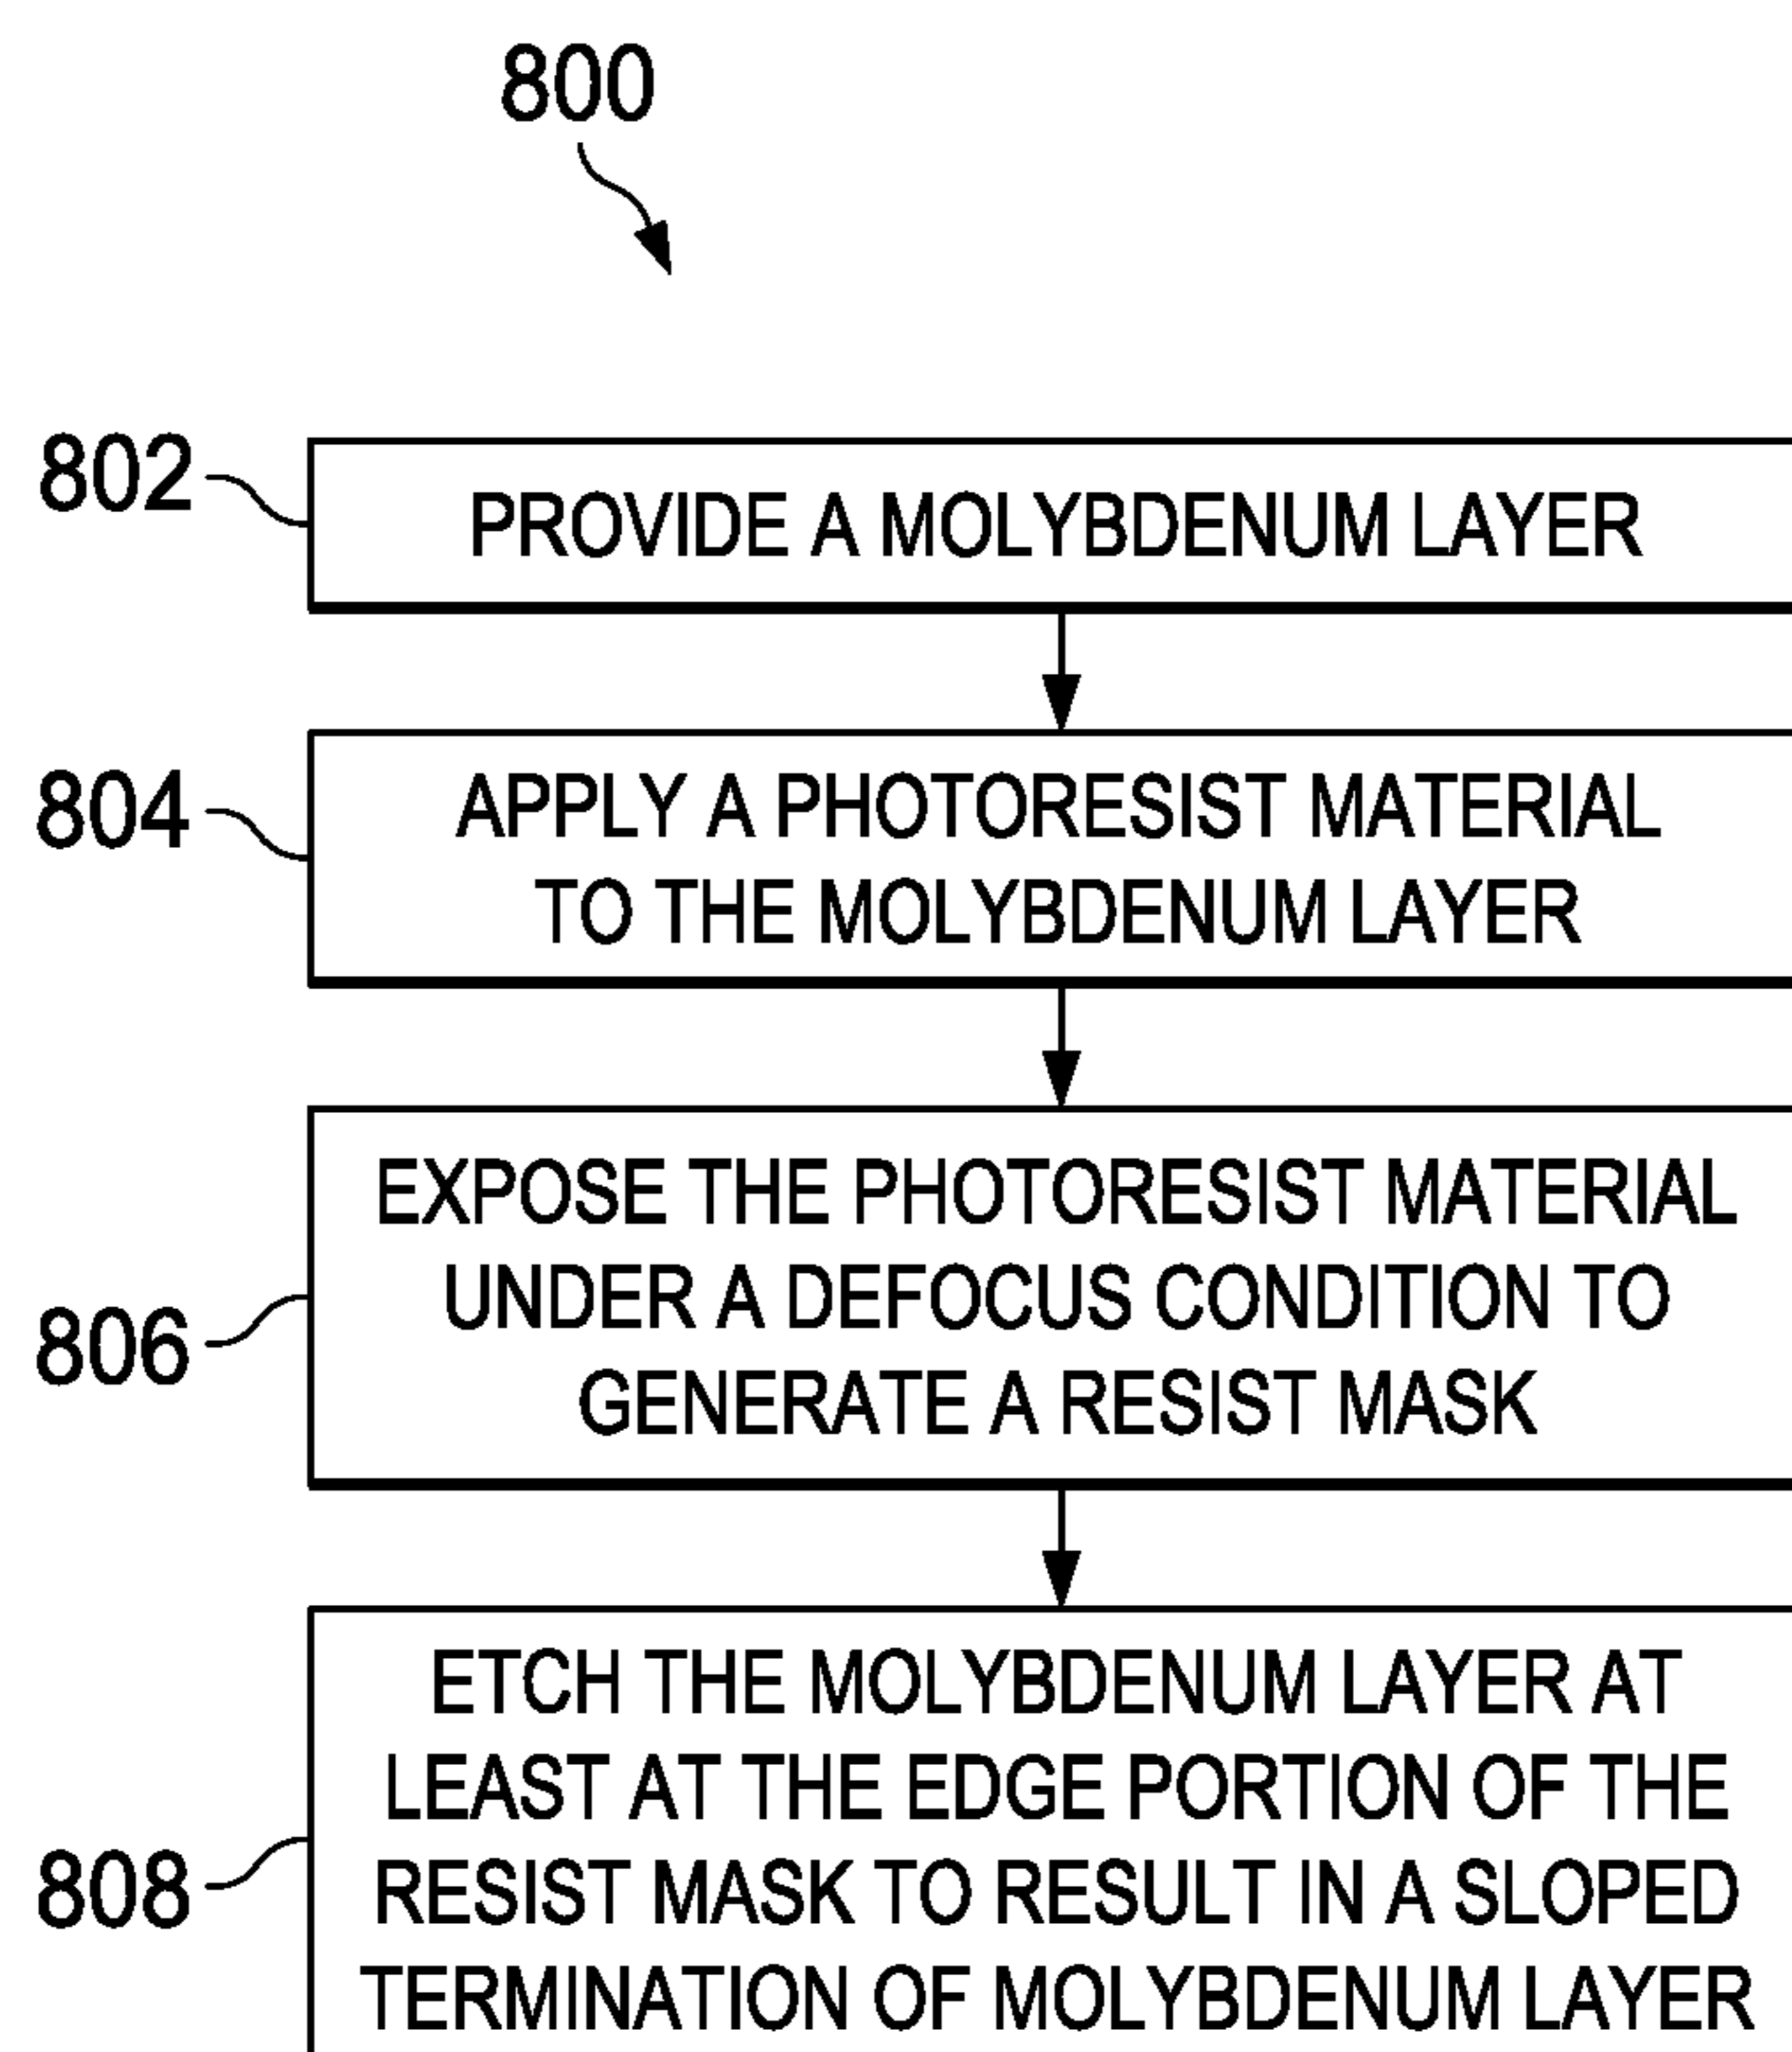 800
802
PROVIDE A MOLYBDENUM LAYER
804
APPLY A PHOTORESIST MATERIAL
TO THE MOLYBDENUM LAYER
806
EXPOSE THE PHOTORESIST MATERIAL
UNDER A DEFOCUS CONDITION TO
GENERATE A RESIST MASK
808
ETCH THE MOLYBDENUM LAYER AT
LEAST AT THE EDGE PORTION OF THE
RESIST MASK TO RESULT IN A SLOPED
TERMINATION OF MOLYBDENUM LAYER